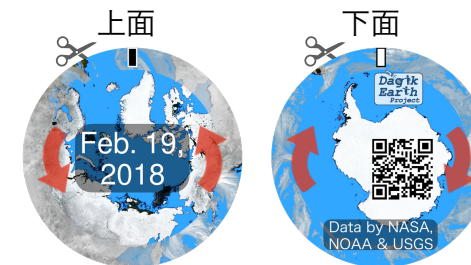 上面
Feb. 19,
2018
下面
Dagik
Earth
Project
Data by NASA,
NOAA & USGS